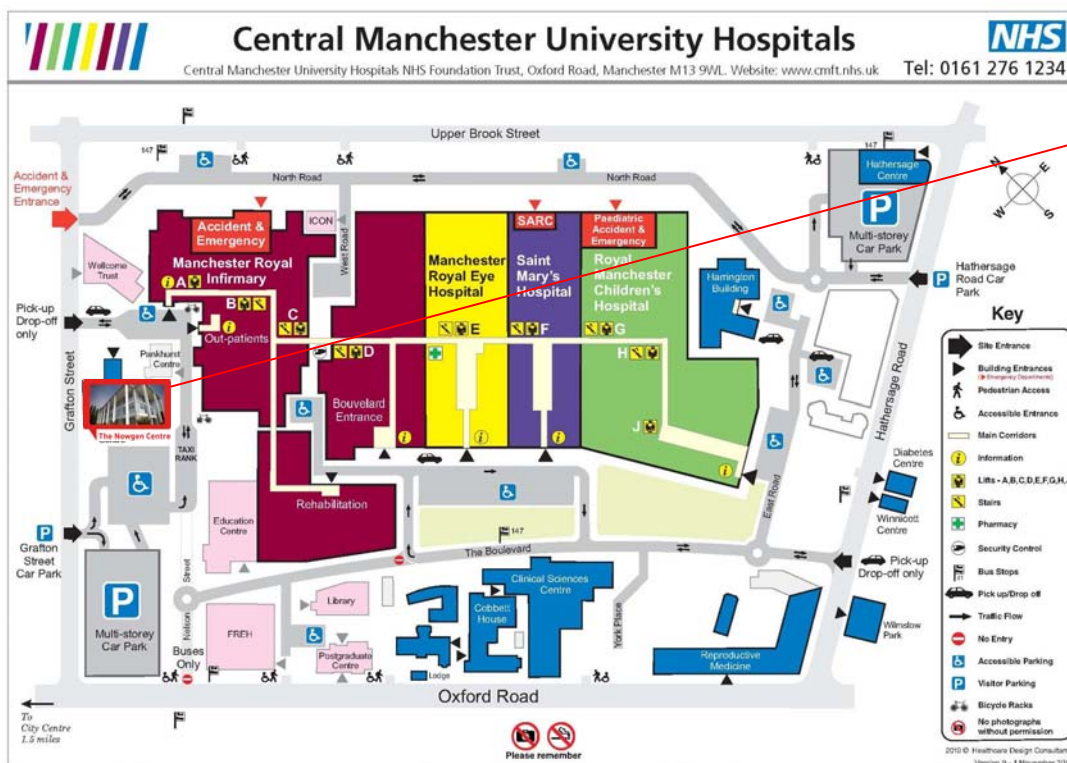 Central Manchester University Hospitals
NHS
Central Manchester University Hospitals NHS Foundation Trust, Oxford Road, Manchester M13 9WL. Website: www.cmft.nhs.uk
Tel: 0161 276 1234
Upper Brook Street
147
147
Hathersage
Centre
N
E
W
S
Accident &
Emergency
Entrance
North Road
North Road
P
Multi-storey
Car Park
Accident &
Emergency
ICON
SARC
Paediatric
Accident &
Emergency
West Road
Wellcome
Trust
Manchester Royal
Infirmary
Manchester
Royal Eye
Hospital
Saint
Mary's
Hospital
Royal
Manchester
Children's
Hospital
Harrington
Building
P
Hathersage
Road Car
Park
A
B
C
D
E
F
G
H
J
Pick-up
Drop-off
only
Out-patients
Pankhurst
Centre
Grafton Street
The Nowgen Centre
TAXI
RANK
Bouvelard
Entrance
Rehabilitation
Hathersage Road
East Road
Diabetes
Centre
Winnicott
Centre
P
Grafton
Street
Car Park
Education
Centre
147
The Boulevard
Pick-up
Drop-off only
P
Multi-storey
Car Park
Nelson Street
Buses
Only
FREH
Library
Postgraduate
Centre
Lodge
Cobbett
House
Clinical Sciences
Centre
York Place
Reproductive
Medicine
Wilmslow
Park
Oxford Road
To
City Centre
1.5 miles
Please remember
Key
Site Entrance
Building Entrances
Pedestrian Access
Accessible Entrance
Main Corridors
Information
Lifts - A,B,C,D,E,F,G,H,
Stairs
Pharmacy
Security Control
Bus Stops
Pick up/Drop off
Traffic Flow
No Entry
Accessible Parking
Visitor Parking
Bicycle Racks
No photographs
without permission
2010 © Healthcare Design Consultan